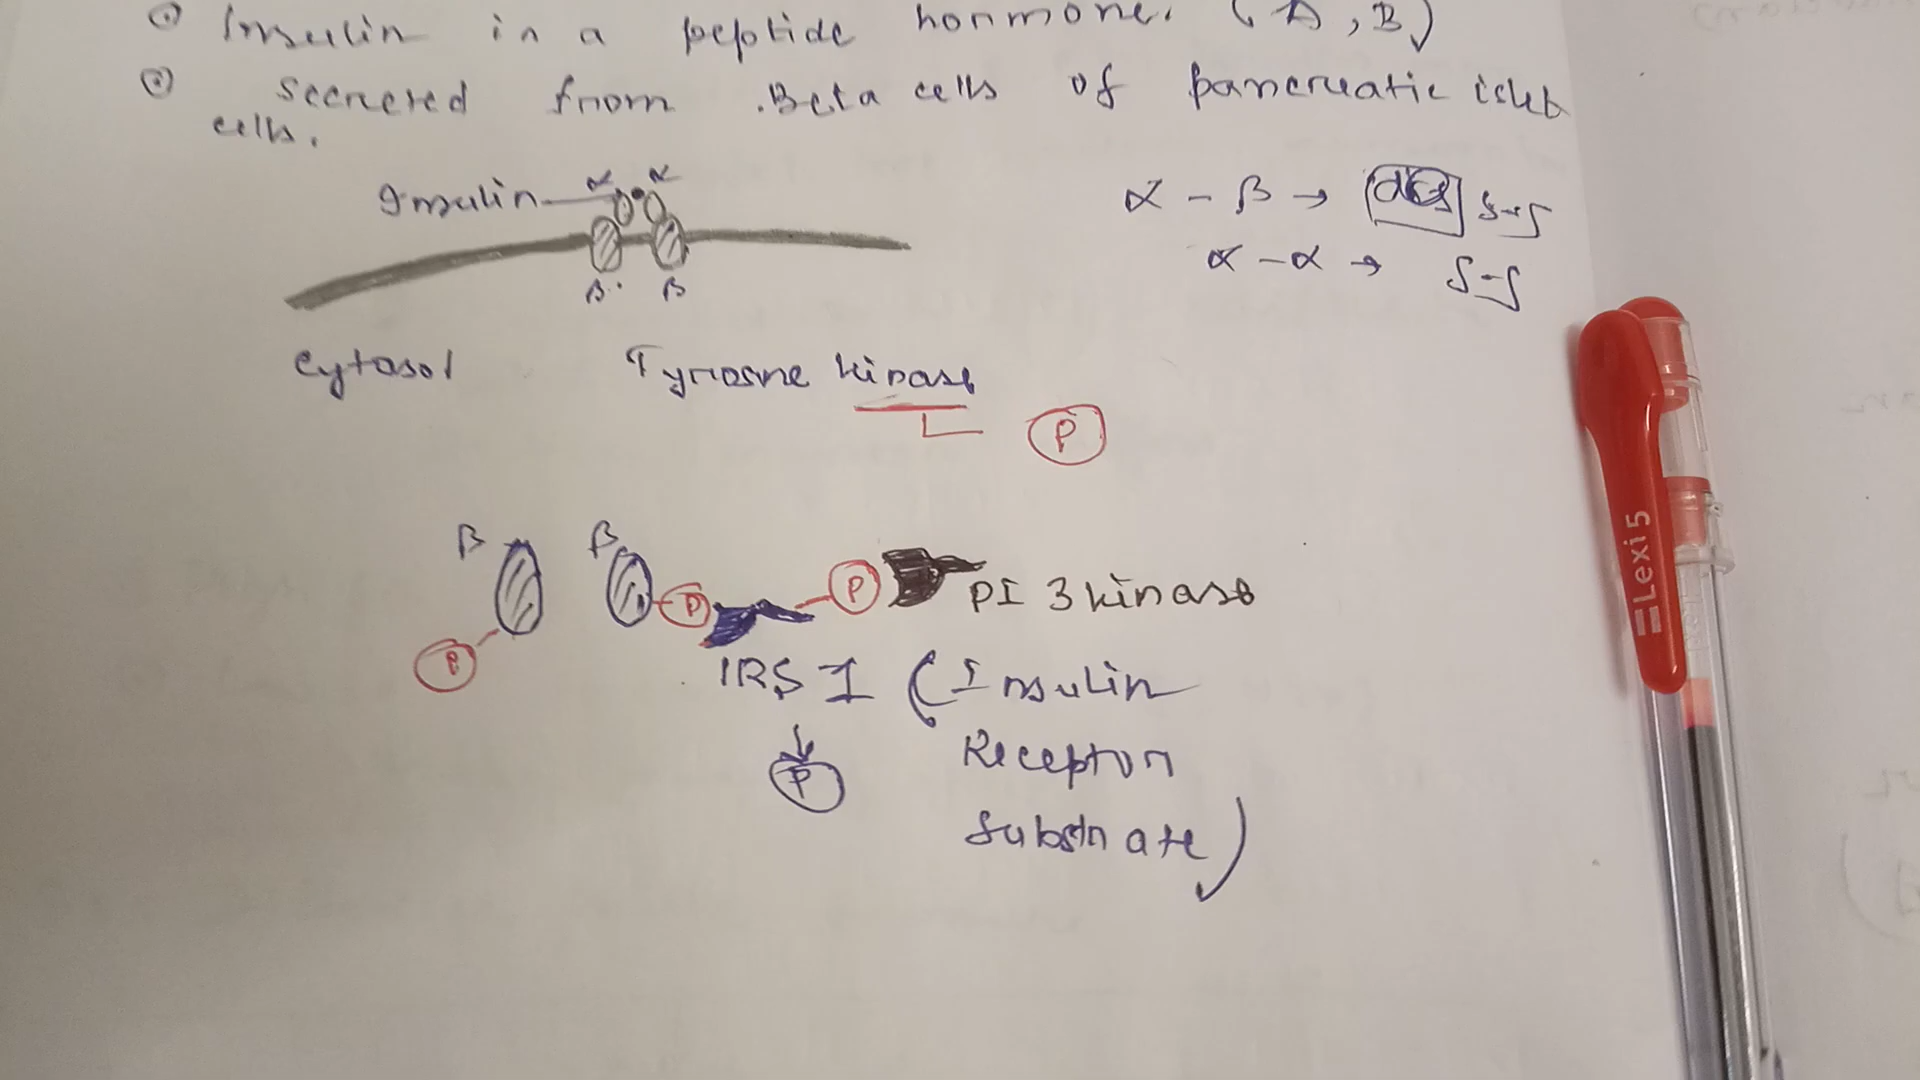 Insulin in a peptide hormone. (A, B)
secreted from Beta cells of pancreatic islet
cells.
α α
Insulin
α - β → S-S
α - α → S-S
β β
Cytosol Tyrosine kinase
P
β β
P P PI 3 kinase
P
IRS 1 (Insulin
P
Receptor
Substrate)
Lexi 5